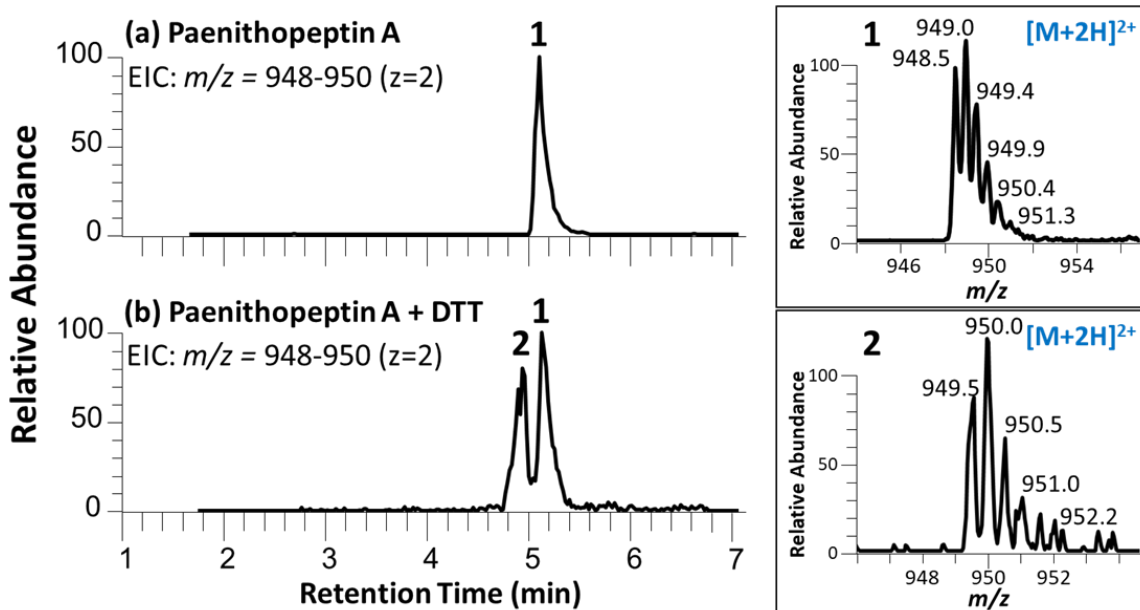 (a) Paenithopeptin A
1
EIC: m/z = 948-950 (z=2)
100
50
0
(b) Paenithopeptin A + DTT
1
2
EIC: m/z = 948-950 (z=2)
100
50
0
1 2 3 4 5 6 7
Retention Time (min)
Relative Abundance
1
949.0
[M+2H]2+
948.5
949.4
949.9
950.4
951.3
100
50
0
946 950 954
m/z
Relative Abundance
2
950.0
[M+2H]2+
949.5
950.5
951.0
952.2
100
50
0
948 950 952
m/z
Relative Abundance